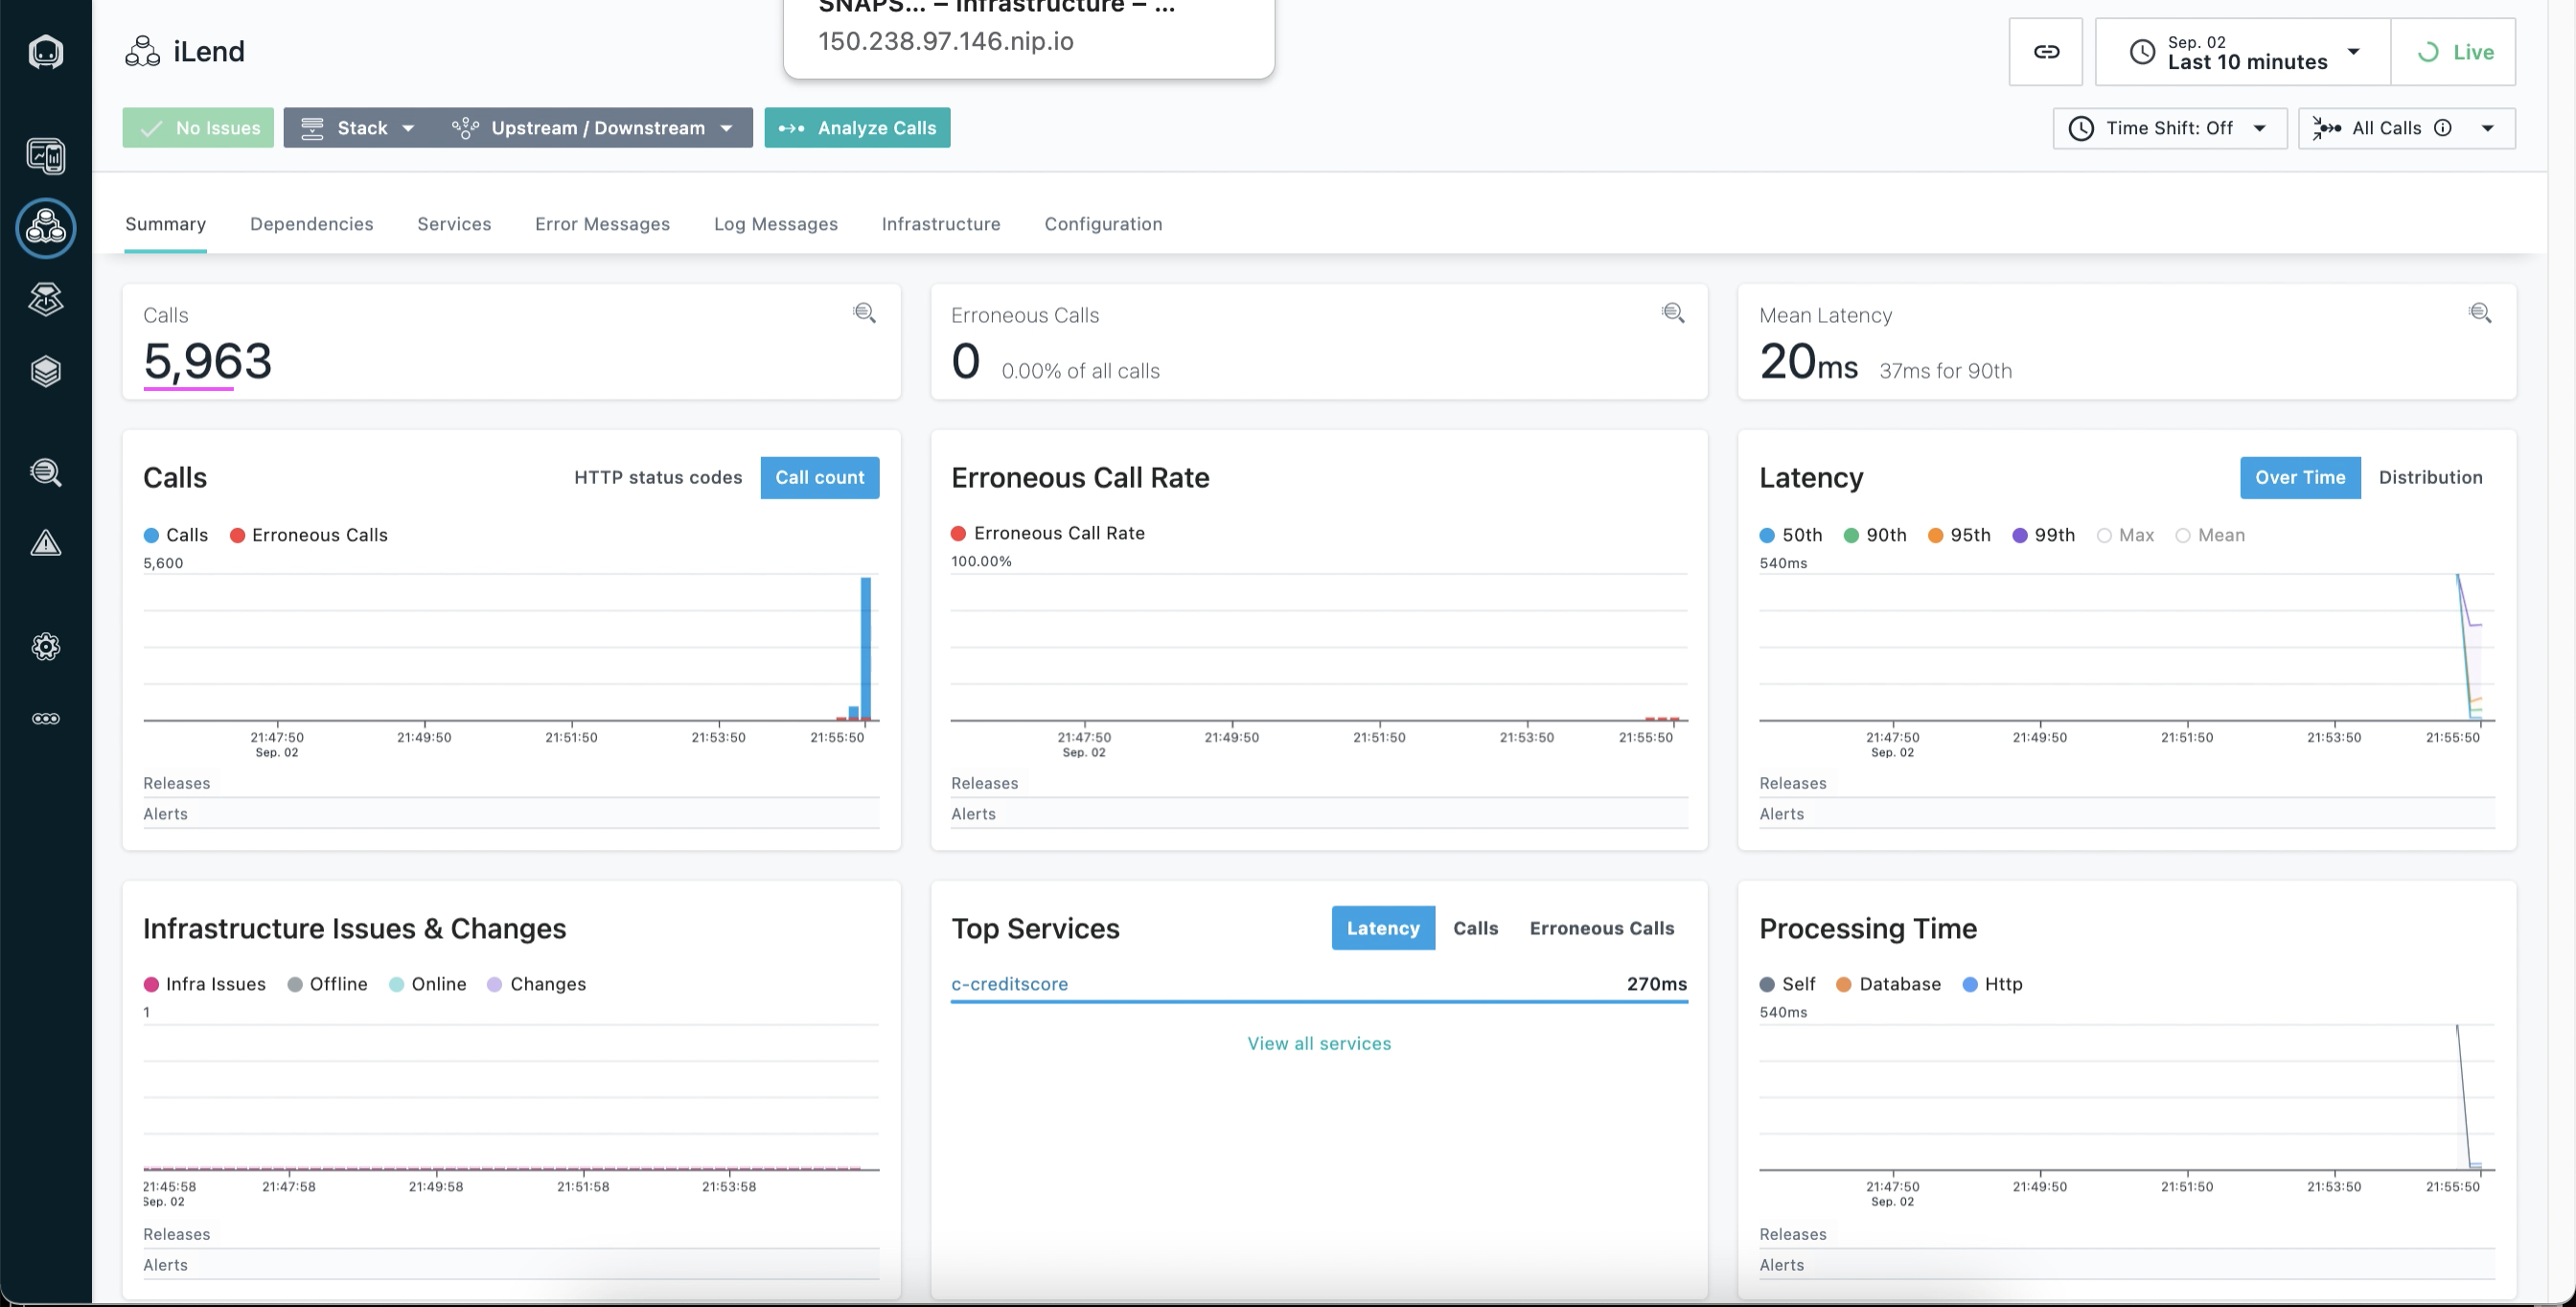 SNAPS... – Infrastructure – ...
150.238.97.146.nip.io
iLend
Sep. 02
Last 10 minutes
Live
No Issues
Stack
Upstream / Downstream
Analyze Calls
Time Shift: Off
All Calls
Summary
Dependencies
Services
Error Messages
Log Messages
Infrastructure
Configuration
Calls
5,963
Erroneous Calls
0 0.00% of all calls
Mean Latency
20ms 37ms for 90th
Calls
HTTP status codes
Call count
Calls
Erroneous Calls
5,600
21:47:50
Sep. 02
21:49:50
21:51:50
21:53:50
21:55:50
Releases
Alerts
Erroneous Call Rate
Erroneous Call Rate
100.00%
21:47:50
Sep. 02
21:49:50
21:51:50
21:53:50
21:55:50
Releases
Alerts
Latency
Over Time
Distribution
50th
90th
95th
99th
Max
Mean
540ms
21:47:50
Sep. 02
21:49:50
21:51:50
21:53:50
21:55:50
Releases
Alerts
Infrastructure Issues & Changes
Infra Issues
Offline
Online
Changes
1
21:45:58
Sep. 02
21:47:58
21:49:58
21:51:58
21:53:58
Releases
Alerts
Top Services
Latency
Calls
Erroneous Calls
c-creditscore 270ms
View all services
Processing Time
Self
Database
Http
540ms
21:47:50
Sep. 02
21:49:50
21:51:50
21:53:50
21:55:50
Releases
Alerts